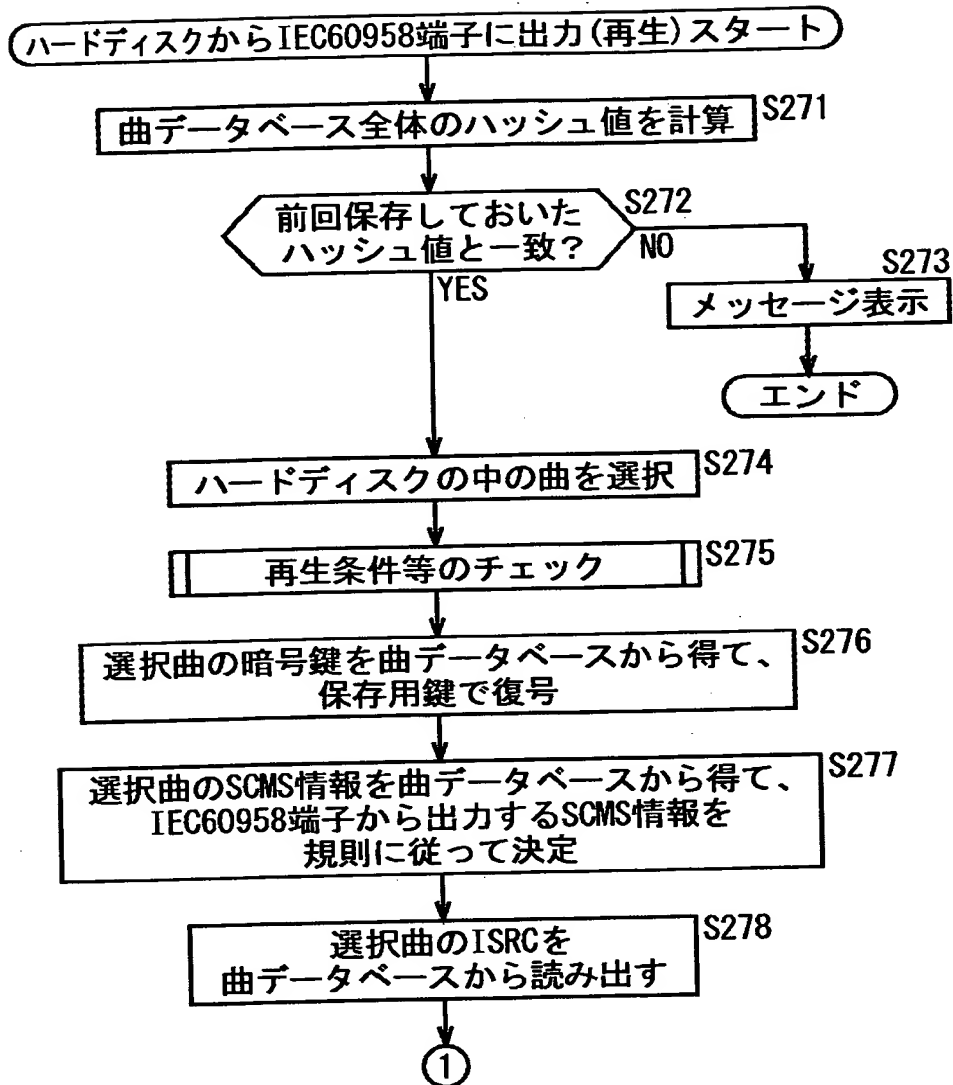 ハードディスクからIEC60958端子に出力(再生)スタート
曲データベース全体のハッシュ値を計算
S271
前回保存しておいた
ハッシュ値と一致?
S272
NO
YES
S273
メッセージ表示
エンド
ハードディスクの中の曲を選択
S274
再生条件等のチェック
S275
選択曲の暗号鍵を曲データベースから得て、
保存用鍵で復号
S276
選択曲のSCMS情報を曲データベースから得て、
IEC60958端子から出力するSCMS情報を
規則に従って決定
S277
選択曲のISRCを
曲データベースから読み出す
S278
1